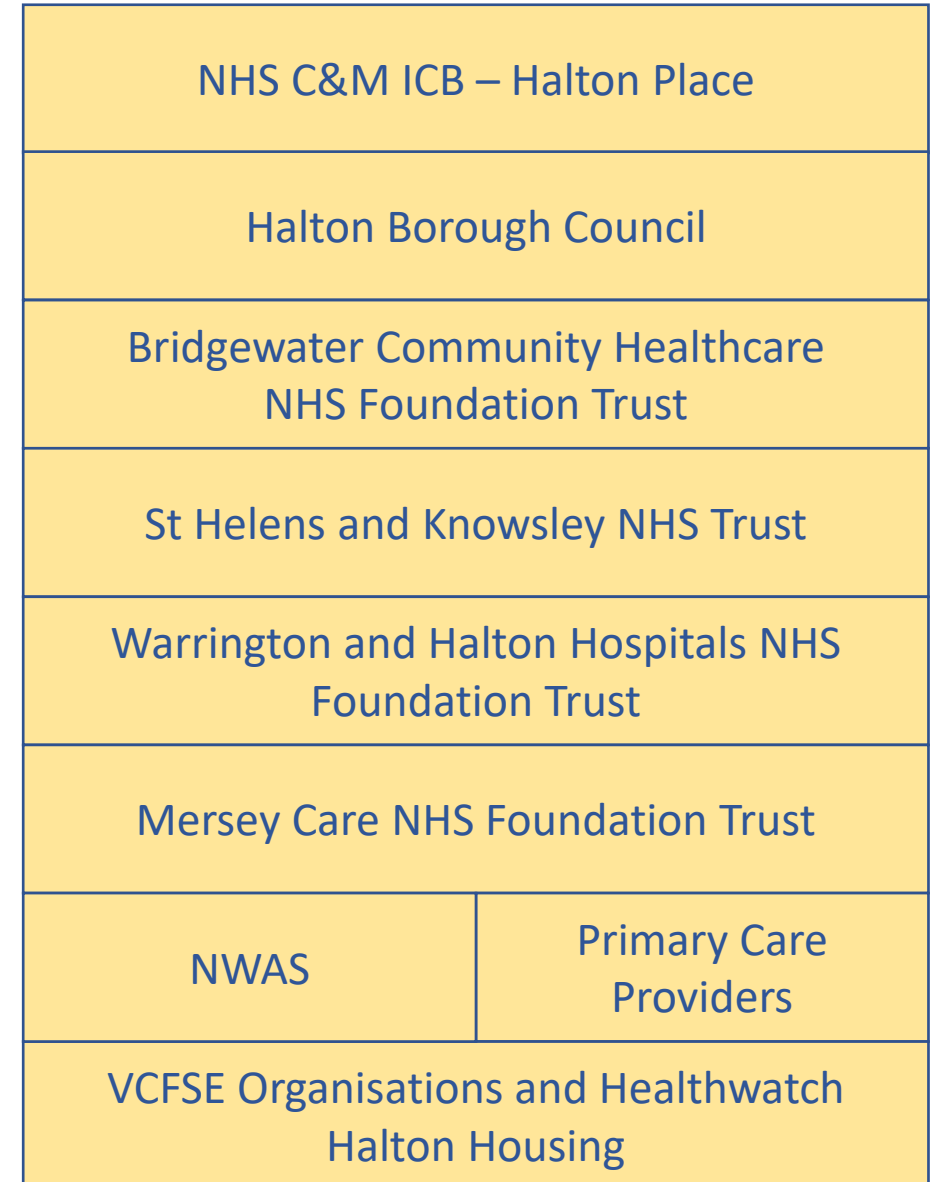 NHS C&M ICB – Halton Place
Halton Borough Council
Bridgewater Community Healthcare
NHS Foundation Trust
St Helens and Knowsley NHS Trust
Warrington and Halton Hospitals NHS
Foundation Trust
Mersey Care NHS Foundation Trust
NWAS
Primary Care
Providers
VCFSE Organisations and Healthwatch
Halton Housing